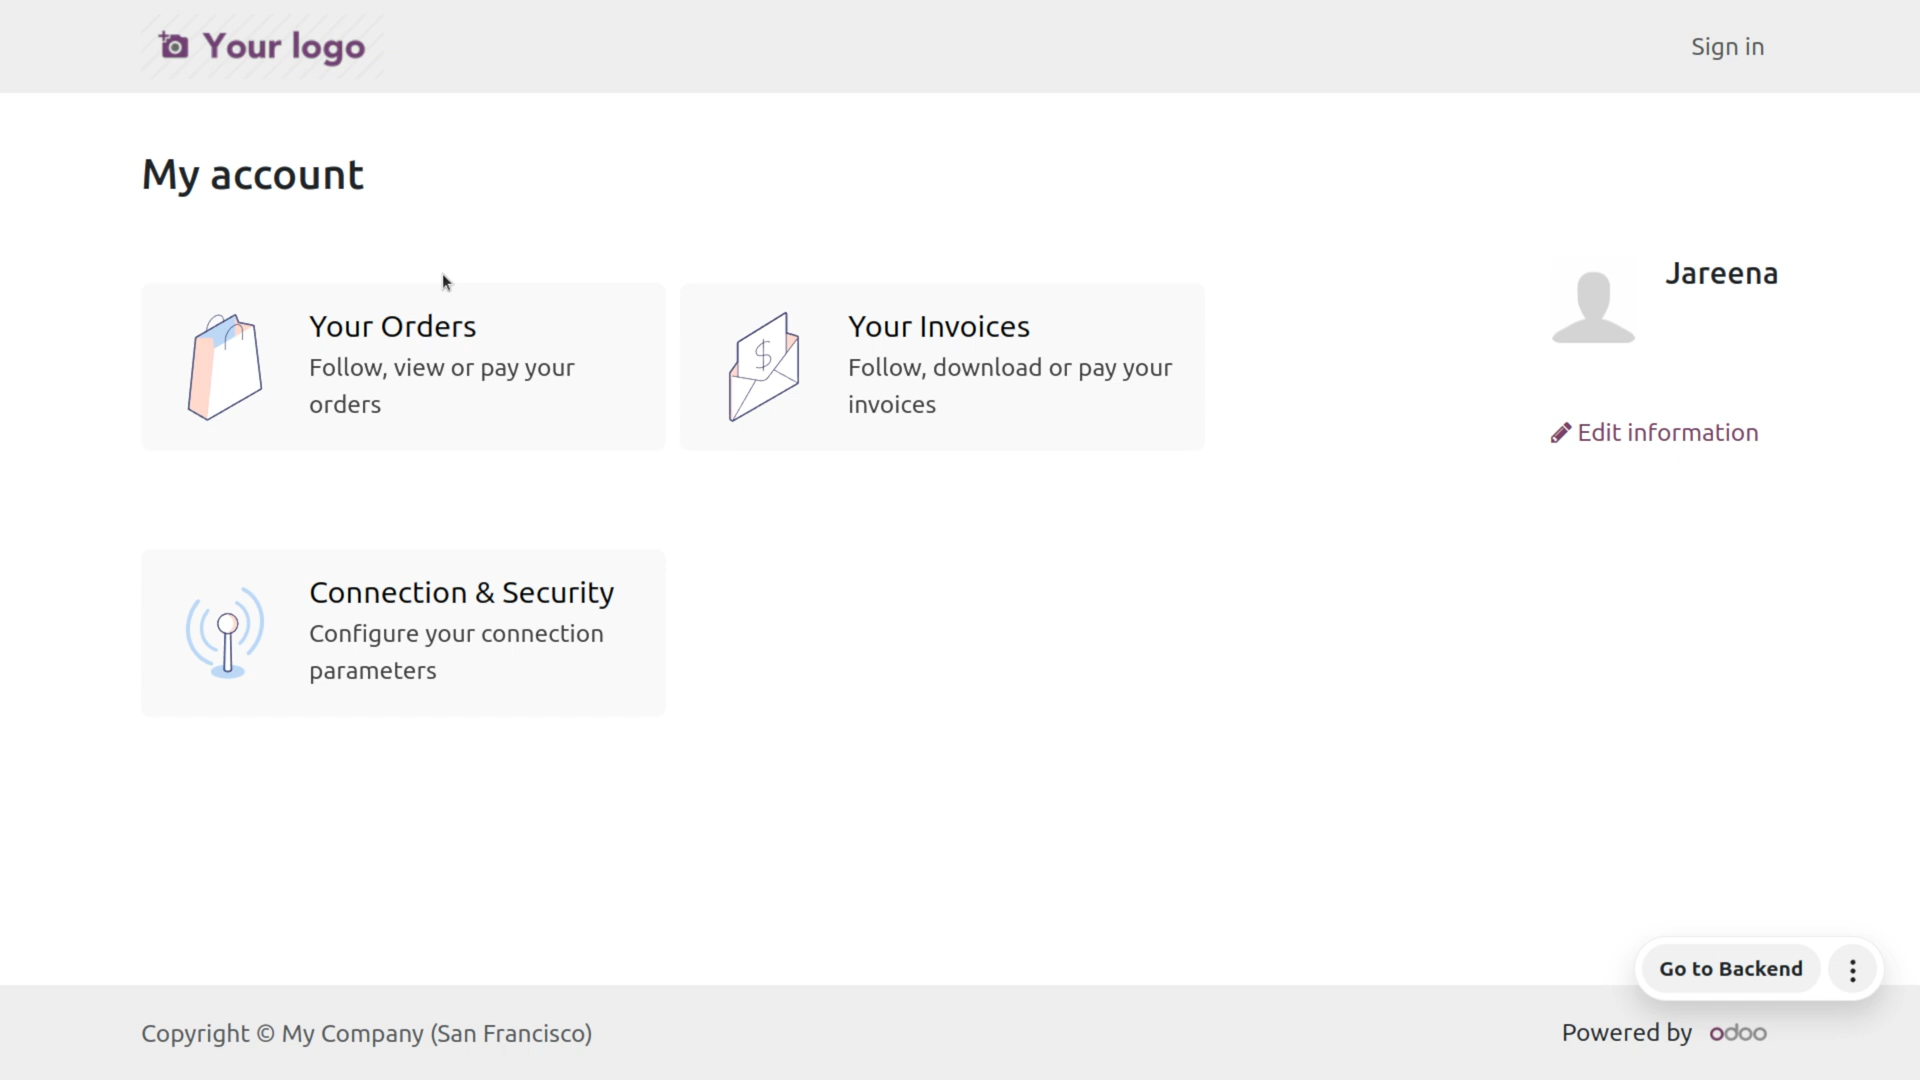 Your logo
Sign in
My account
Your Orders
Follow, view or pay your
orders
Your Invoices
Follow, download or pay your
invoices
Jareena
Edit information
Connection & Security
Configure your connection
parameters
Go to Backend
Copyright © My Company (San Francisco)
Powered by odoo